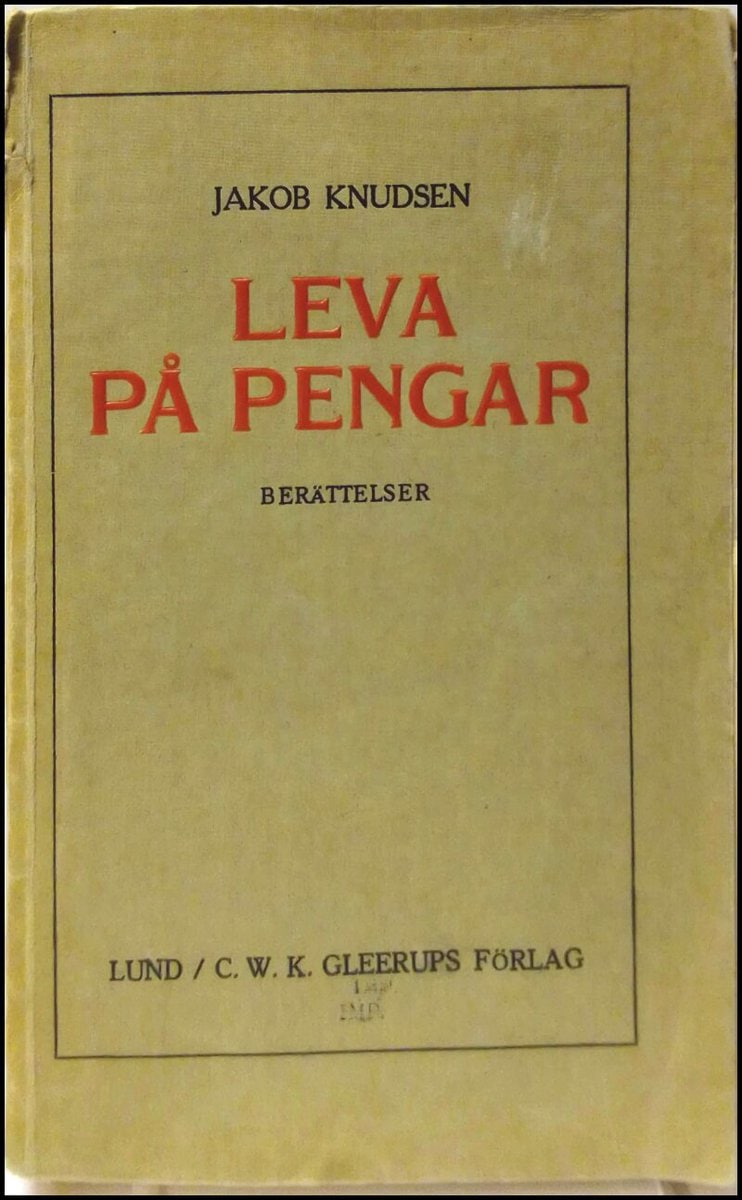 JAKOB KNUDSEN
LEVA
PÅ PENGAR
BERÄTTELSER
LUND / C. W. K. GLEERUPS FÖRLAG